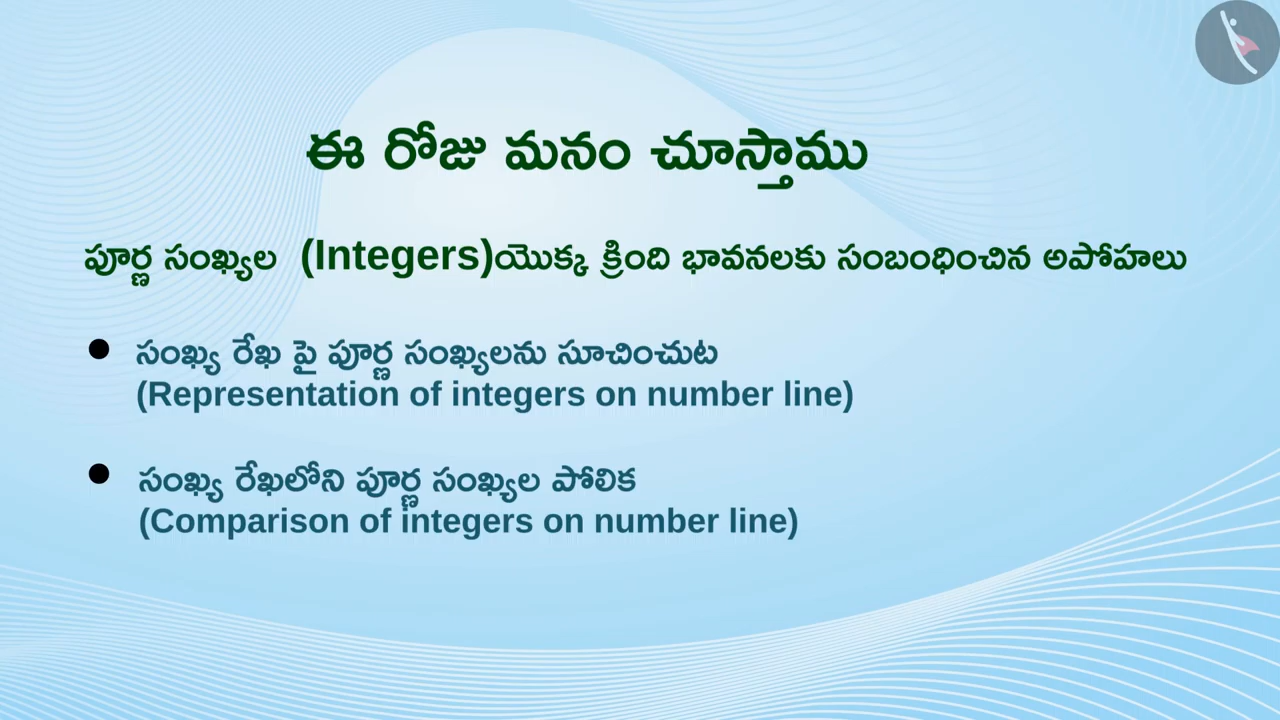 ఈ రోజు మనం చూస్తాము
పూర్ణ సంఖ్యల (Integers)యొక్క క్రింది భావనలకు సంబంధించిన అపోహలు
● సంఖ్య రేఖ పై పూర్ణ సంఖ్యలను సూచించుట
(Representation of integers on number line)
● సంఖ్య రేఖలోని పూర్ణ సంఖ్యల పోలిక
(Comparison of integers on number line)